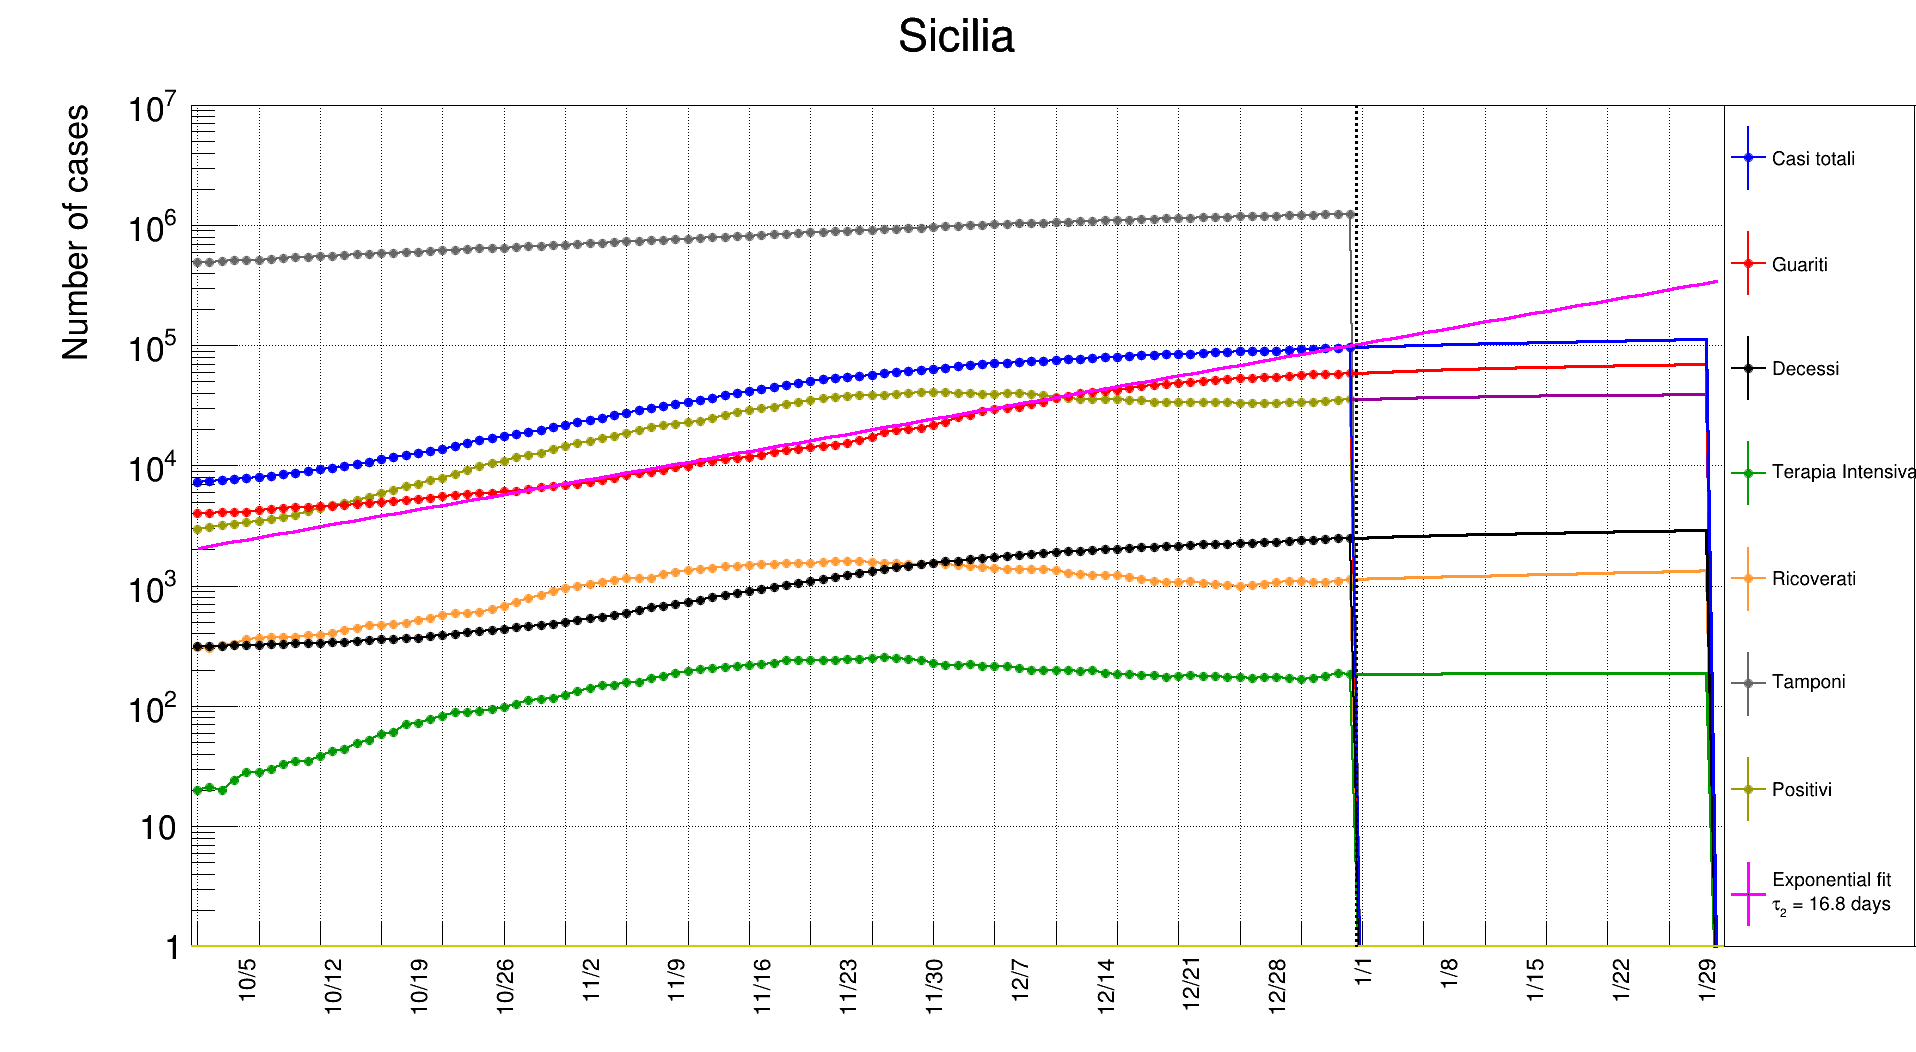 Sicilia
Number of cases
10^7
10^6
10^5
10^4
10^3
10^2
10
1
10/5
10/12
10/19
10/26
11/2
11/9
11/16
11/23
11/30
12/7
12/14
12/21
12/28
1/1
1/8
1/15
1/22
1/29
Casi totali
Guariti
Decessi
Terapia Intensiva
Ricoverati
Tamponi
Positivi
Exponential fit
τ_2 = 16.8 days